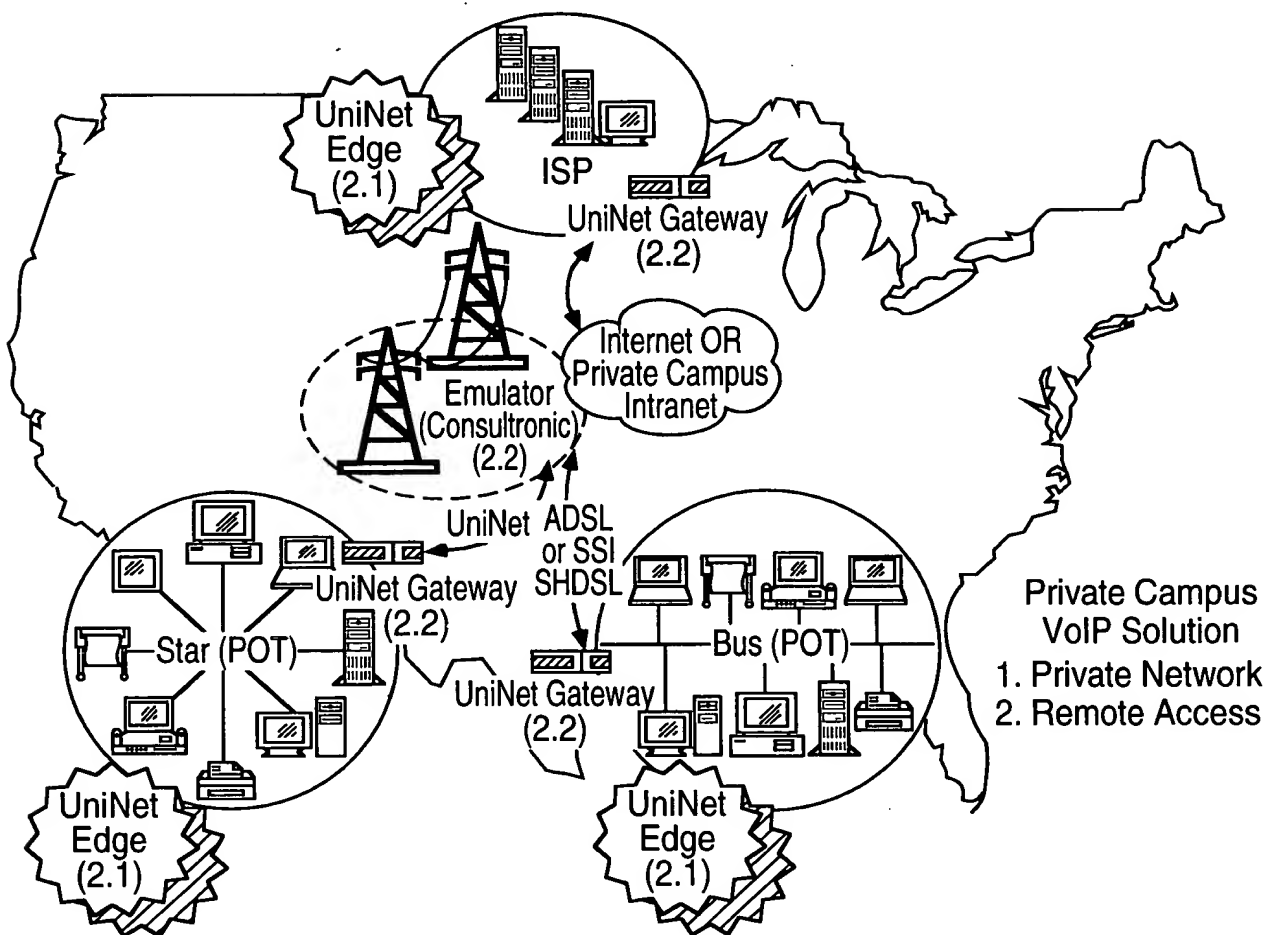 UniNet
Edge
(2.1)
ISP
UniNet Gateway
(2.2)
Internet OR
Private Campus
Intranet
Emulator
(Consultronic)
(2.2)
UniNet
ADSL
or SSI
SHDSL
UniNet Gateway
(2.2)
Star (POT)
UniNet
Edge
(2.1)
UniNet Gateway
(2.2)
Bus (POT)
UniNet
Edge
(2.1)
Private Campus
VoIP Solution
1. Private Network
2. Remote Access